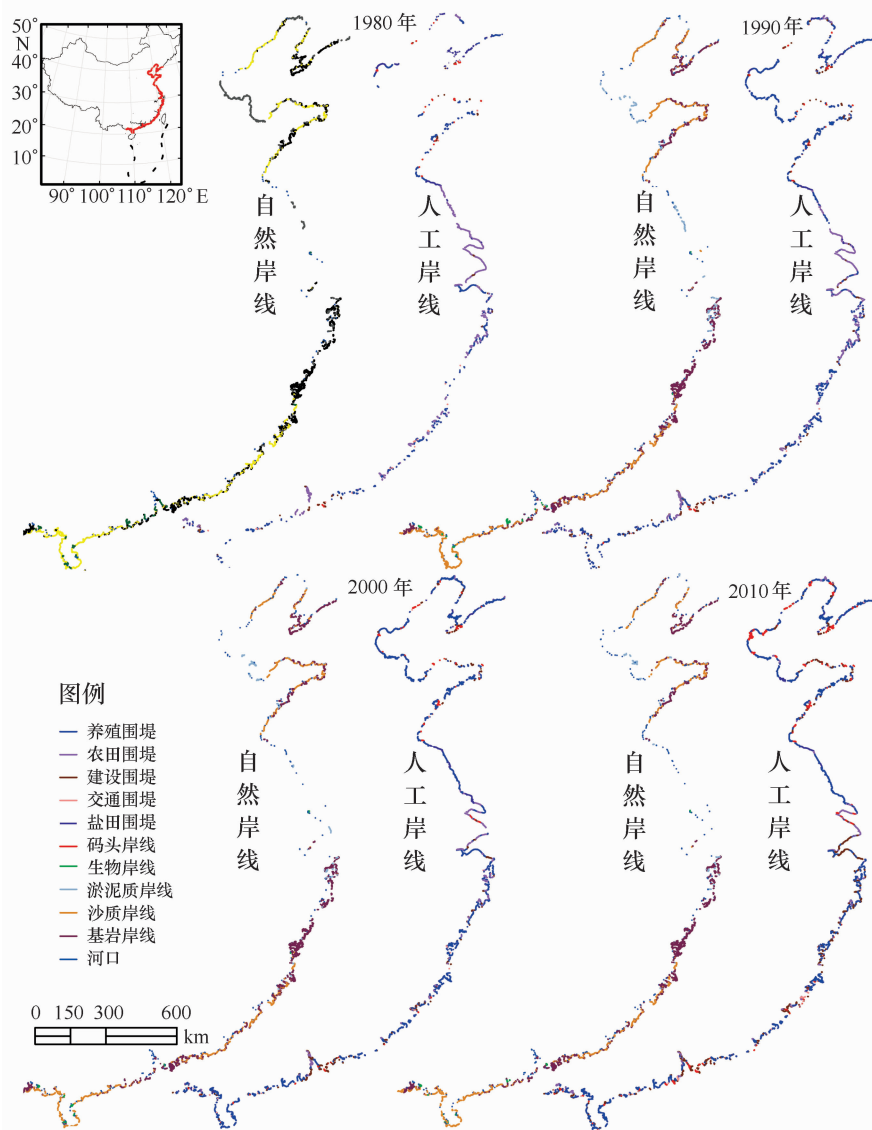 50°
N
40°
30°
20°
10°
90° 100° 110° 120° E
1980 年
自然岸线
人工岸线
1990 年
自然岸线
人工岸线
2000 年
自然岸线
人工岸线
2010 年
自然岸线
人工岸线
图例
养殖围堤
农田围堤
建设围堤
交通围堤
盐田围堤
码头岸线
生物岸线
淤泥质岸线
沙质岸线
基岩岸线
河口
0 150 300 600
km